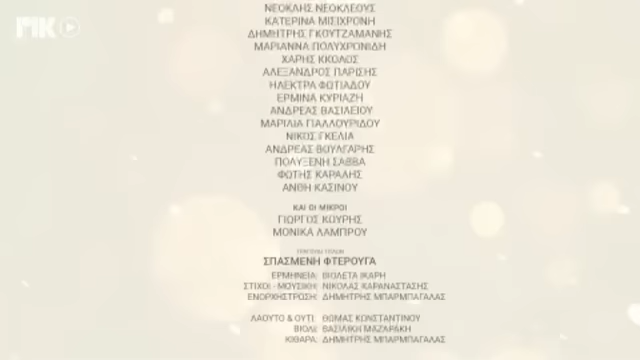 ΡΙΚ
ΝΕΟΚΛΗΣ ΝΕΟΚΛΕΟΥΣ
ΚΑΤΕΡΙΝΑ ΜΙΣΙΧΡΟΝΗ
ΔΗΜΗΤΡΗΣ ΓΚΟΥΤΖΑΜΑΝΗΣ
ΜΑΡΙΑΝΝΑ ΠΟΛΥΧΡΟΝΙΔΗ
ΧΑΡΗΣ ΚΚΟΛΟΣ
ΑΛΕΞΑΝΔΡΟΣ ΠΑΡΙΣΗΣ
ΗΛΕΚΤΡΑ ΦΩΤΙΑΔΟΥ
ΕΡΜΙΝΑ ΚΥΡΙΑΖΗ
ΑΝΔΡΕΑΣ ΒΑΣΙΛΕΙΟΥ
ΜΑΡΙΛΙΑ ΓΙΑΛΛΟΥΡΙΔΟΥ
ΝΙΚΟΣ ΓΚΕΛΙΑ
ΑΝΔΡΕΑΣ ΒΟΥΛΓΑΡΗΣ
ΠΟΛΥΞΕΝΗ ΣΑΒΒΑ
ΦΩΤΗΣ ΚΑΡΑΛΗΣ
ΑΝΘΗ ΚΑΣΙΝΟΥ
ΚΑΙ ΟΙ ΜΙΚΡΟΙ
ΓΙΩΡΓΟΣ ΚΟΥΡΗΣ
ΜΟΝΙΚΑ ΛΑΜΠΡΟΥ
ΣΠΑΣΜΕΝΗ ΦΤΕΡΟΥΓΑ
ΕΡΜΗΝΕΙΑ: ΒΙΟΛΕΤΑ ΙΚΑΡΗ
ΣΤΙΧΟΙ - ΜΟΥΣΙΚΗ: ΝΙΚΟΛΑΣ ΚΑΡΑΝΑΣΤΑΣΗΣ
ΕΝΟΡΧΗΣΤΡΩΣΗ: ΔΗΜΗΤΡΗΣ ΜΠΑΡΜΠΑΓΑΛΑΣ
ΛΑΟΥΤΟ & ΟΥΤΙ: ΘΩΜΑΣ ΚΩΝΣΤΑΝΤΙΝΟΥ
ΒΙΟΛΙ: ΒΑΣΙΛΙΚΗ ΜΑΖΑΡΑΚΗ
ΚΙΘΑΡΑ: ΔΗΜΗΤΡΗΣ ΜΠΑΡΜΠΑΓΑΛΑΣ